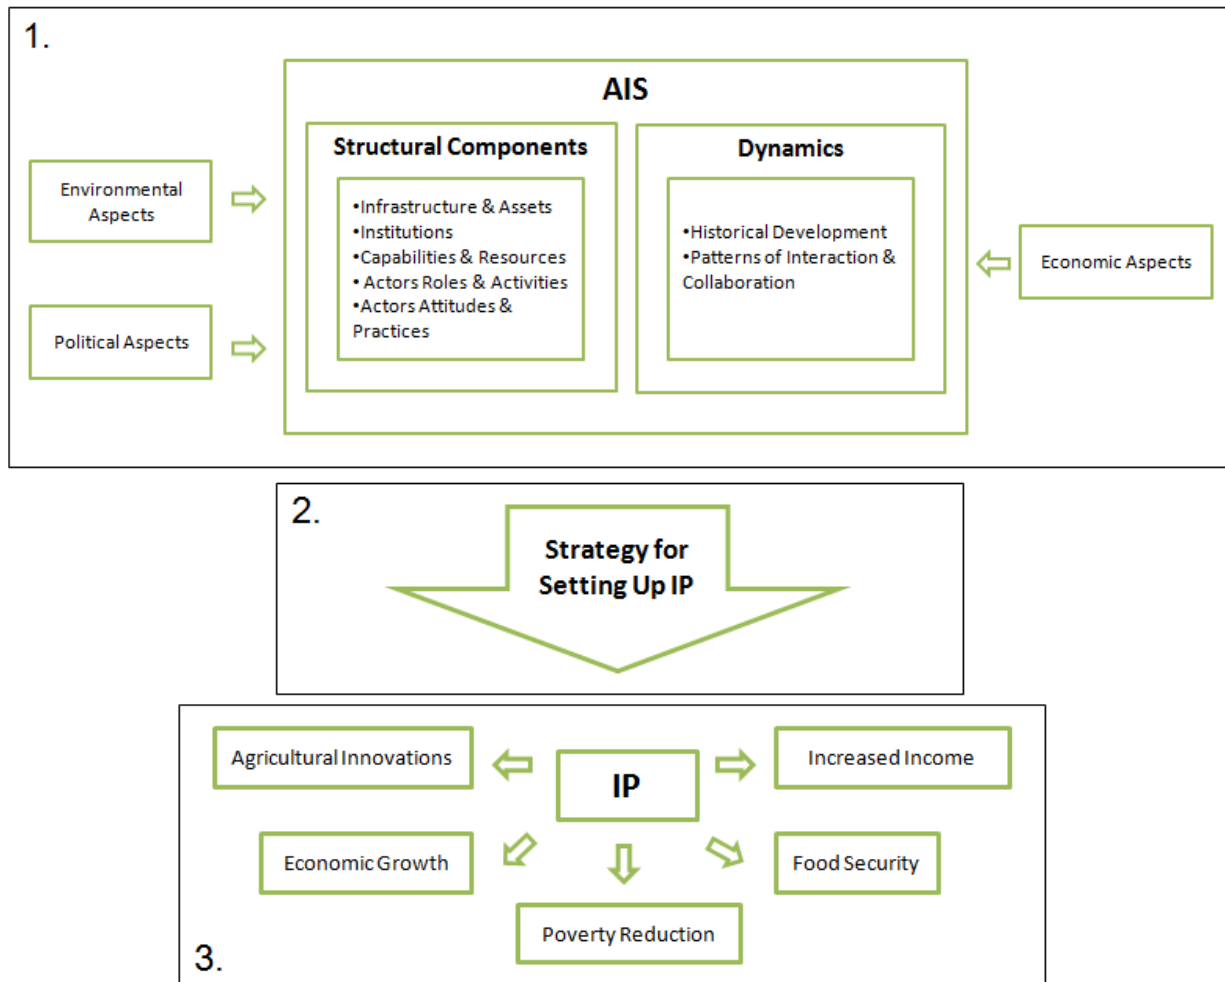 1.
AIS
Structural Components
•Infrastructure & Assets
•Institutions
•Capabilities & Resources
• Actors Roles & Activities
•Actors Attitudes &
Practices
Dynamics
•Historical Development
•Patterns of Interaction &
Collaboration
Environmental
Aspects
Political Aspects
Economic Aspects
2.
Strategy for
Setting Up IP
3.
IP
Agricultural Innovations
Increased Income
Economic Growth
Food Security
Poverty Reduction